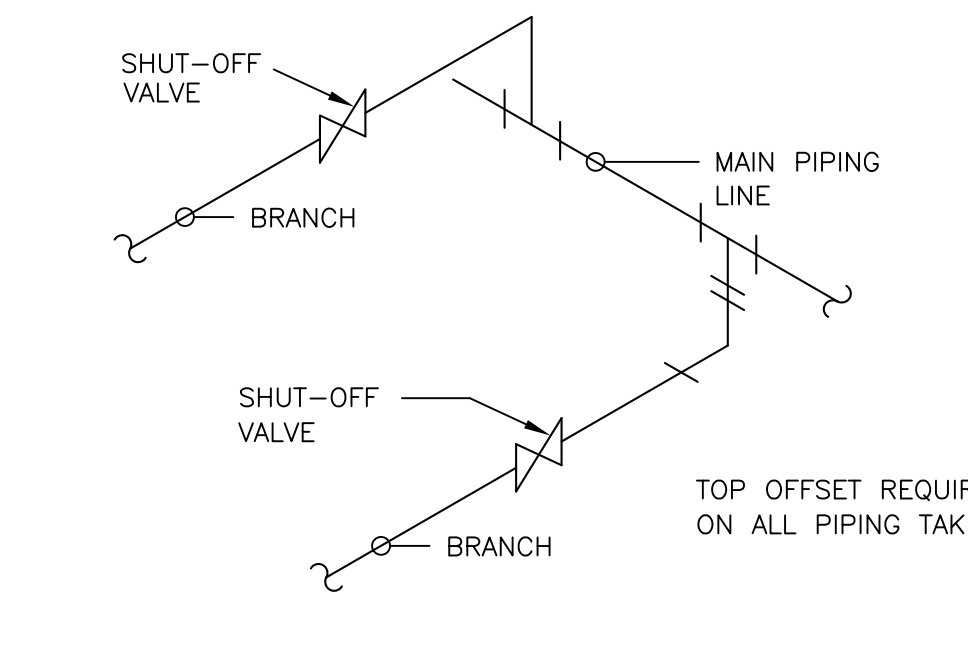 SHUT-OFF
VALVE
MAIN PIPING
LINE
BRANCH
SHUT-OFF
VALVE
TOP OFFSET
ON ALL PIPING
BRANCH